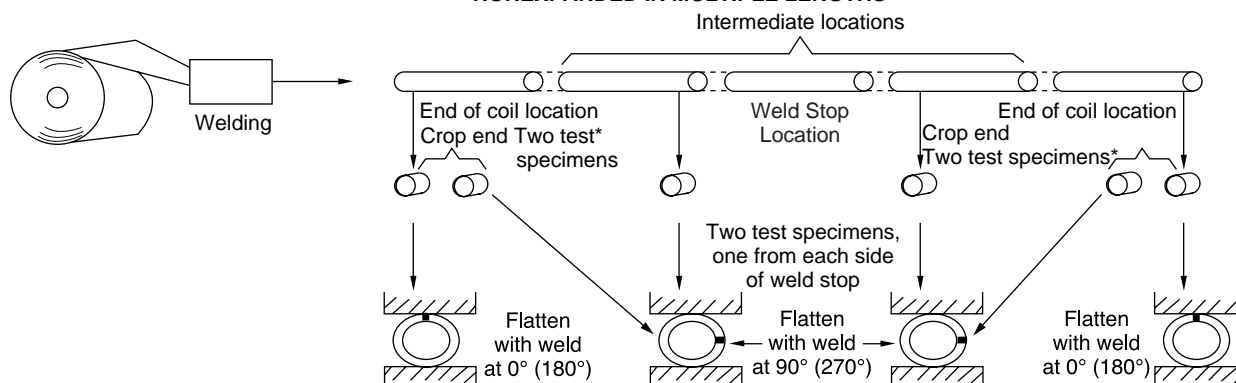 Intermediate locations
Welding
End of coil location
Crop end Two test*
specimens
Weld Stop
Location
End of coil location
Crop end
Two test specimens*
Two test specimens,
one from each side
of weld stop
Flatten
with weld
at 0° (180°)
Flatten
with weld
at 90° (270°)
Flatten
with weld
at 0° (180°)